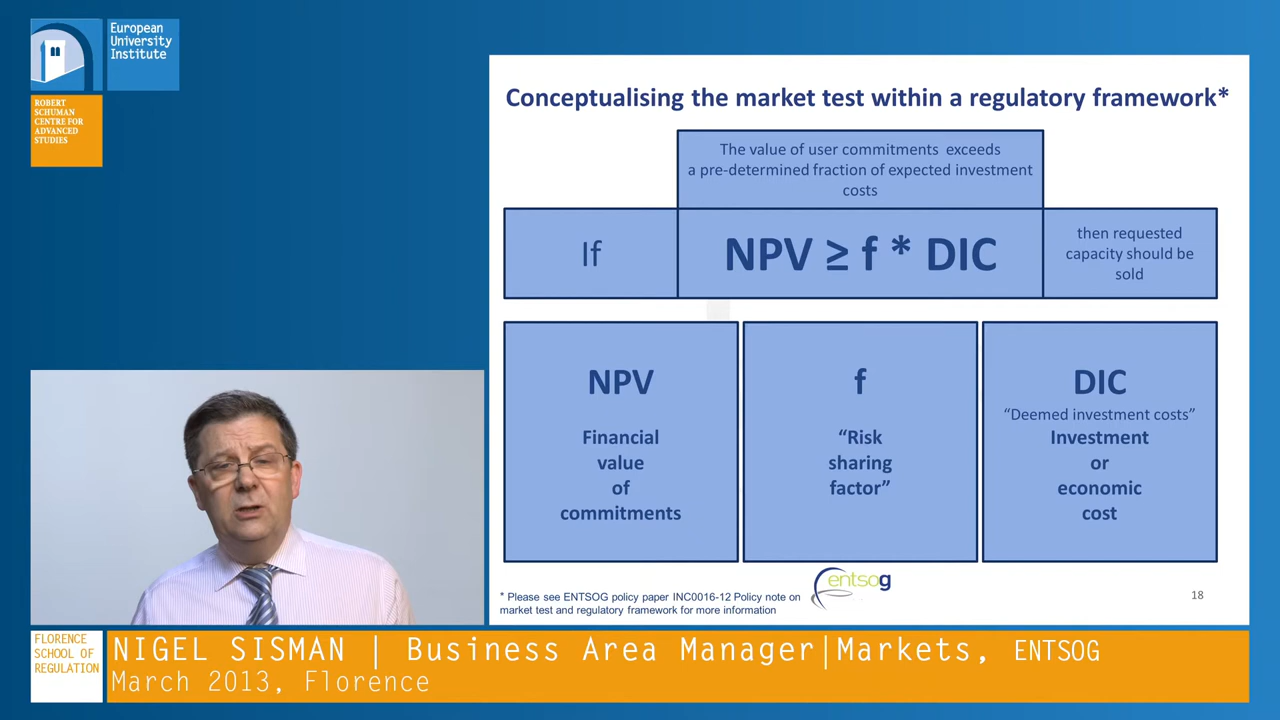 European
University
Institute
ROBERT
SCHUMAN
CENTRE FOR
ADVANCED
STUDIES
Conceptualising the market test within a regulatory framework*
The value of user commitments exceeds
a pre-determined fraction of expected investment
costs
If
NPV ≥ f * DIC
then requested
capacity should be
sold
NPV
Financial
value
of
commitments
f
“Risk
sharing
factor”
DIC
“Deemed investment costs”
Investment
or
economic
cost
* Please see ENTSOG policy paper INC0016-12 Policy note on
market test and regulatory framework for more information
entsog
18
FLORENCE
SCHOOL OF
REGULATION
NIGEL SISMAN | Business Area Manager|Markets, ENTSOG
March 2013, Florence